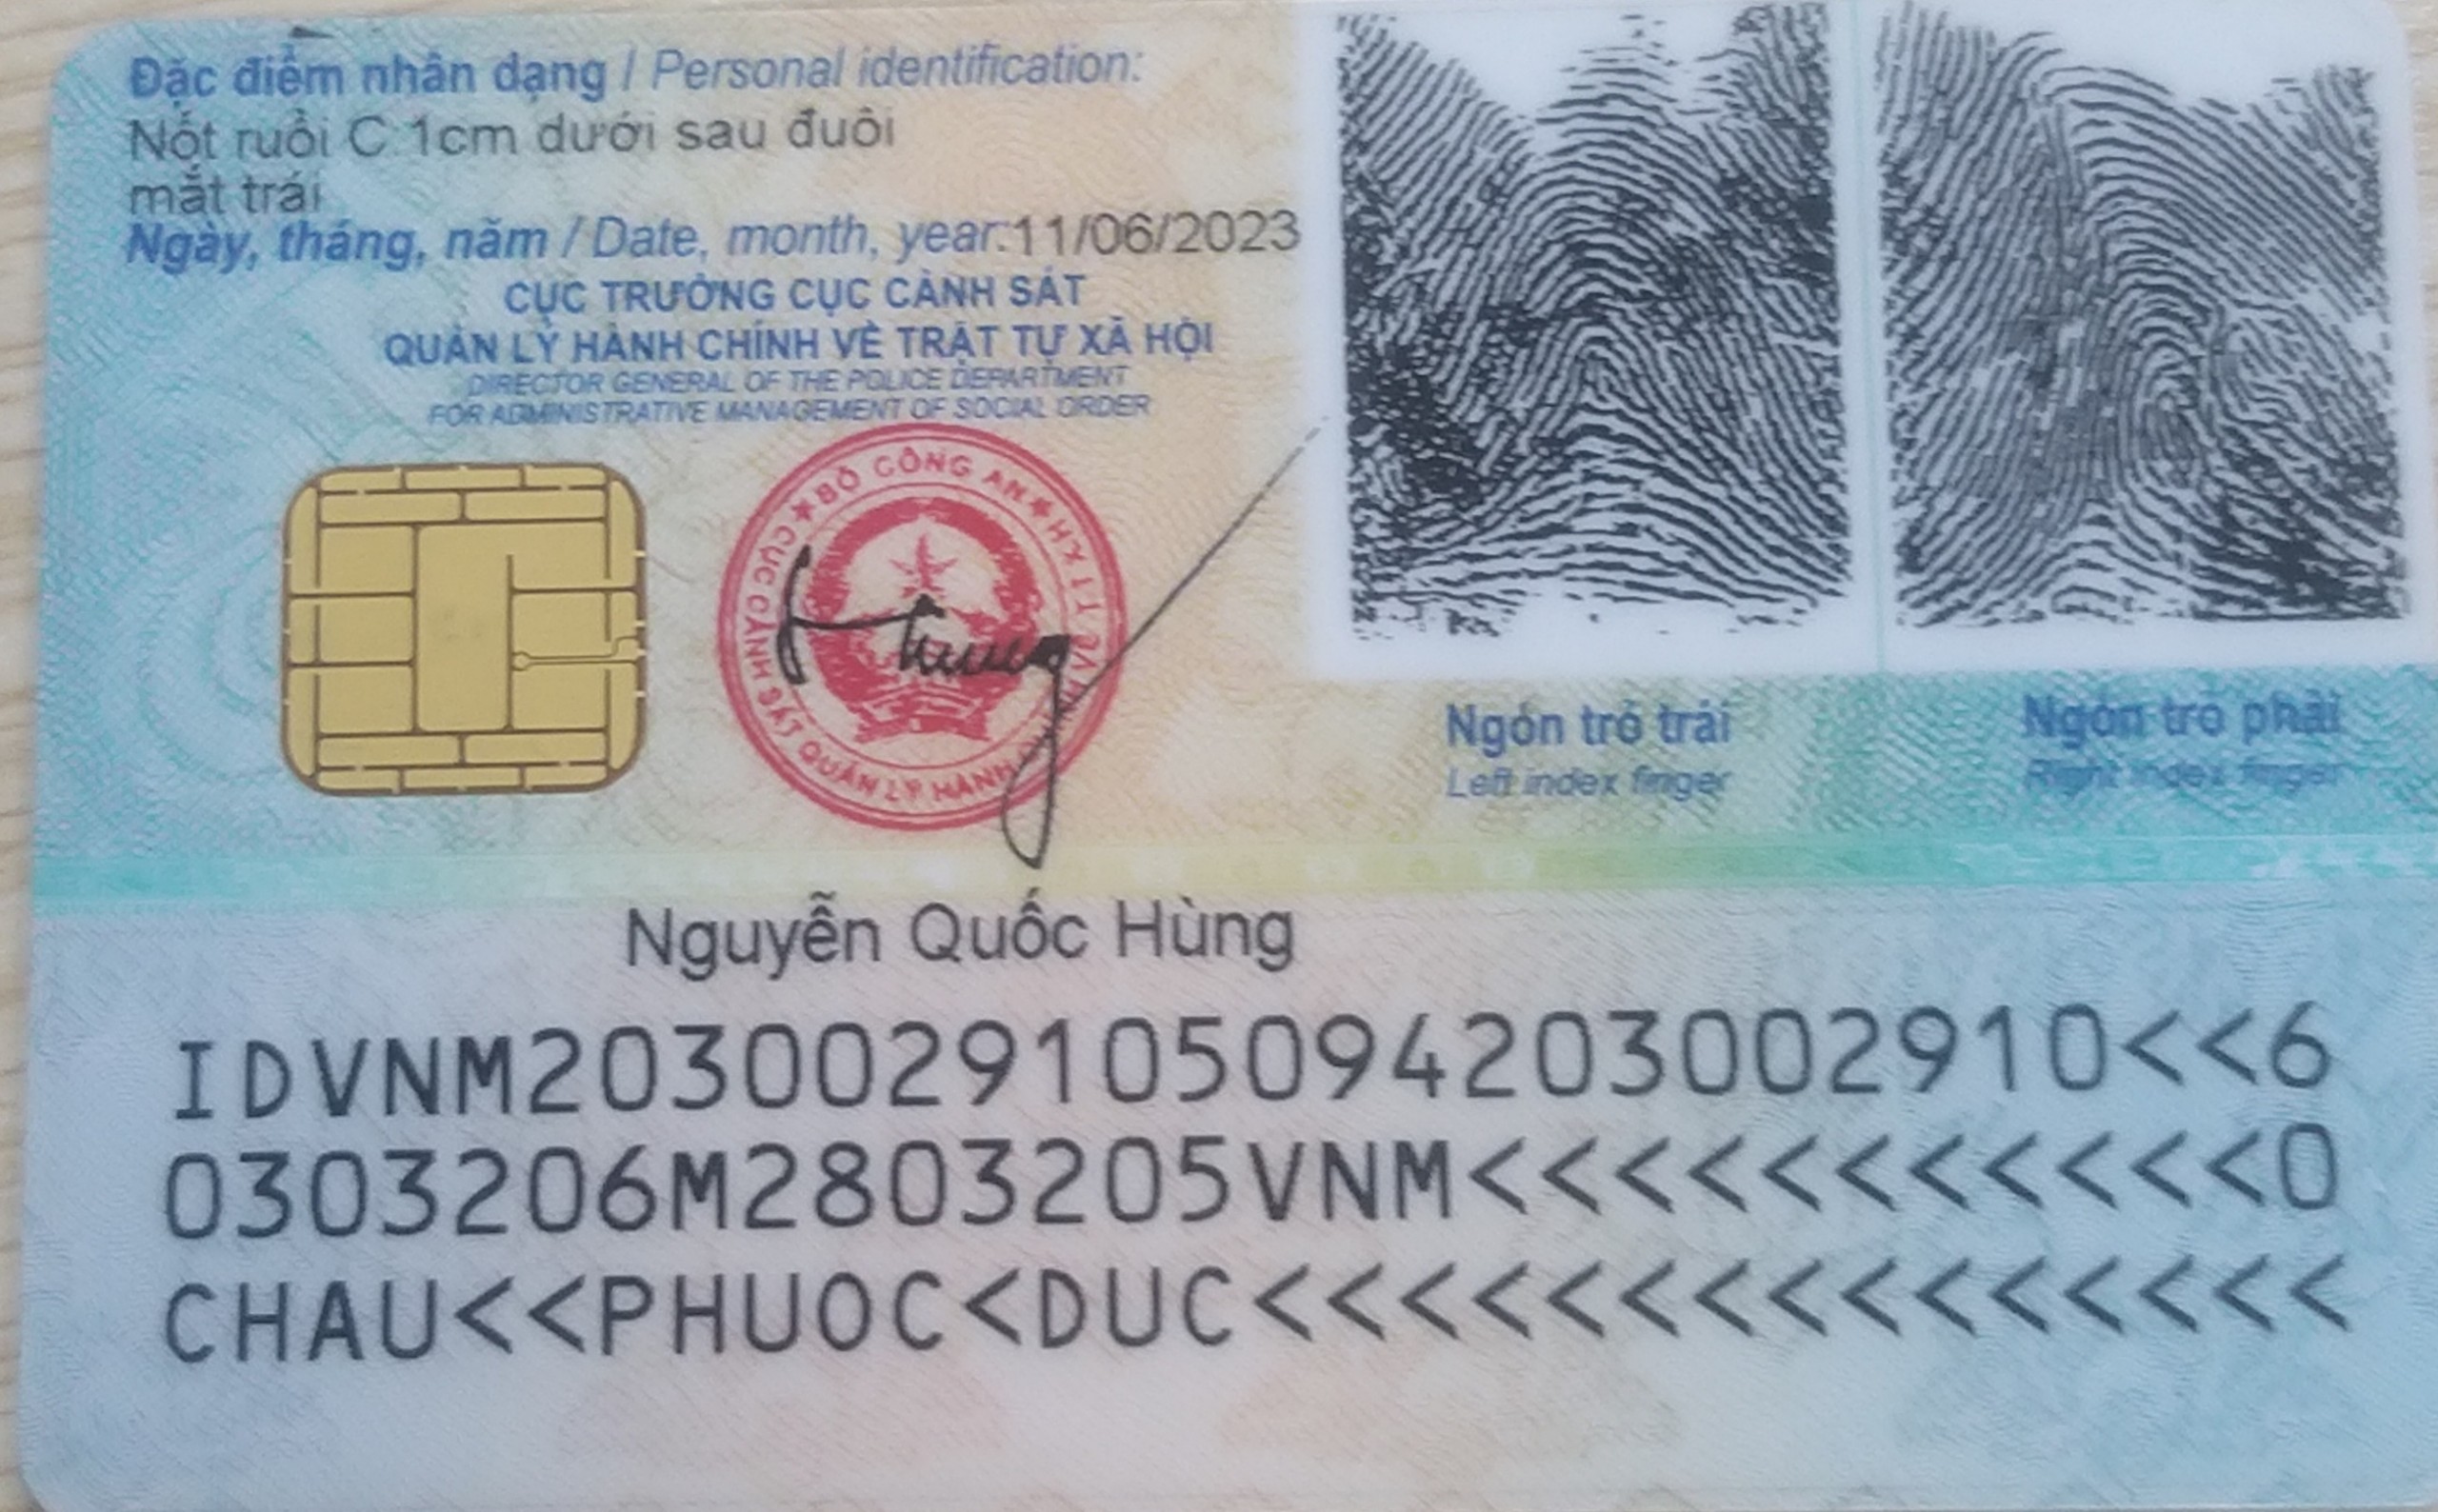 Đặc điểm nhân dạng / Personal identification:
Nốt ruồi C 1cm dưới sau đuôi
mắt trái
Ngày, tháng, năm / Date, month, year:11/06/2023
CỤC TRƯỞNG CỤC CẢNH SÁT
QUẢN LÝ HÀNH CHÍNH VỀ TRẬT TỰ XÃ HỘI
DIRECTOR GENERAL OF THE POLICE DEPARTMENT
FOR ADMINISTRATIVE MANAGEMENT OF SOCIAL ORDER
BỘ CÔNG AN
CỤC CẢNH SÁT QUẢN LÝ HÀNH
Ngón trỏ trái
Left index finger
Ngón trỏ phải
Right index finger
Nguyễn Quốc Hùng
IDVNM2030029105094203002910<<6
0303206M2803205VNM<<<<<<<<<<<0
CHAU<<PHUOC<DUC<<<<<<<<<<<<<<<